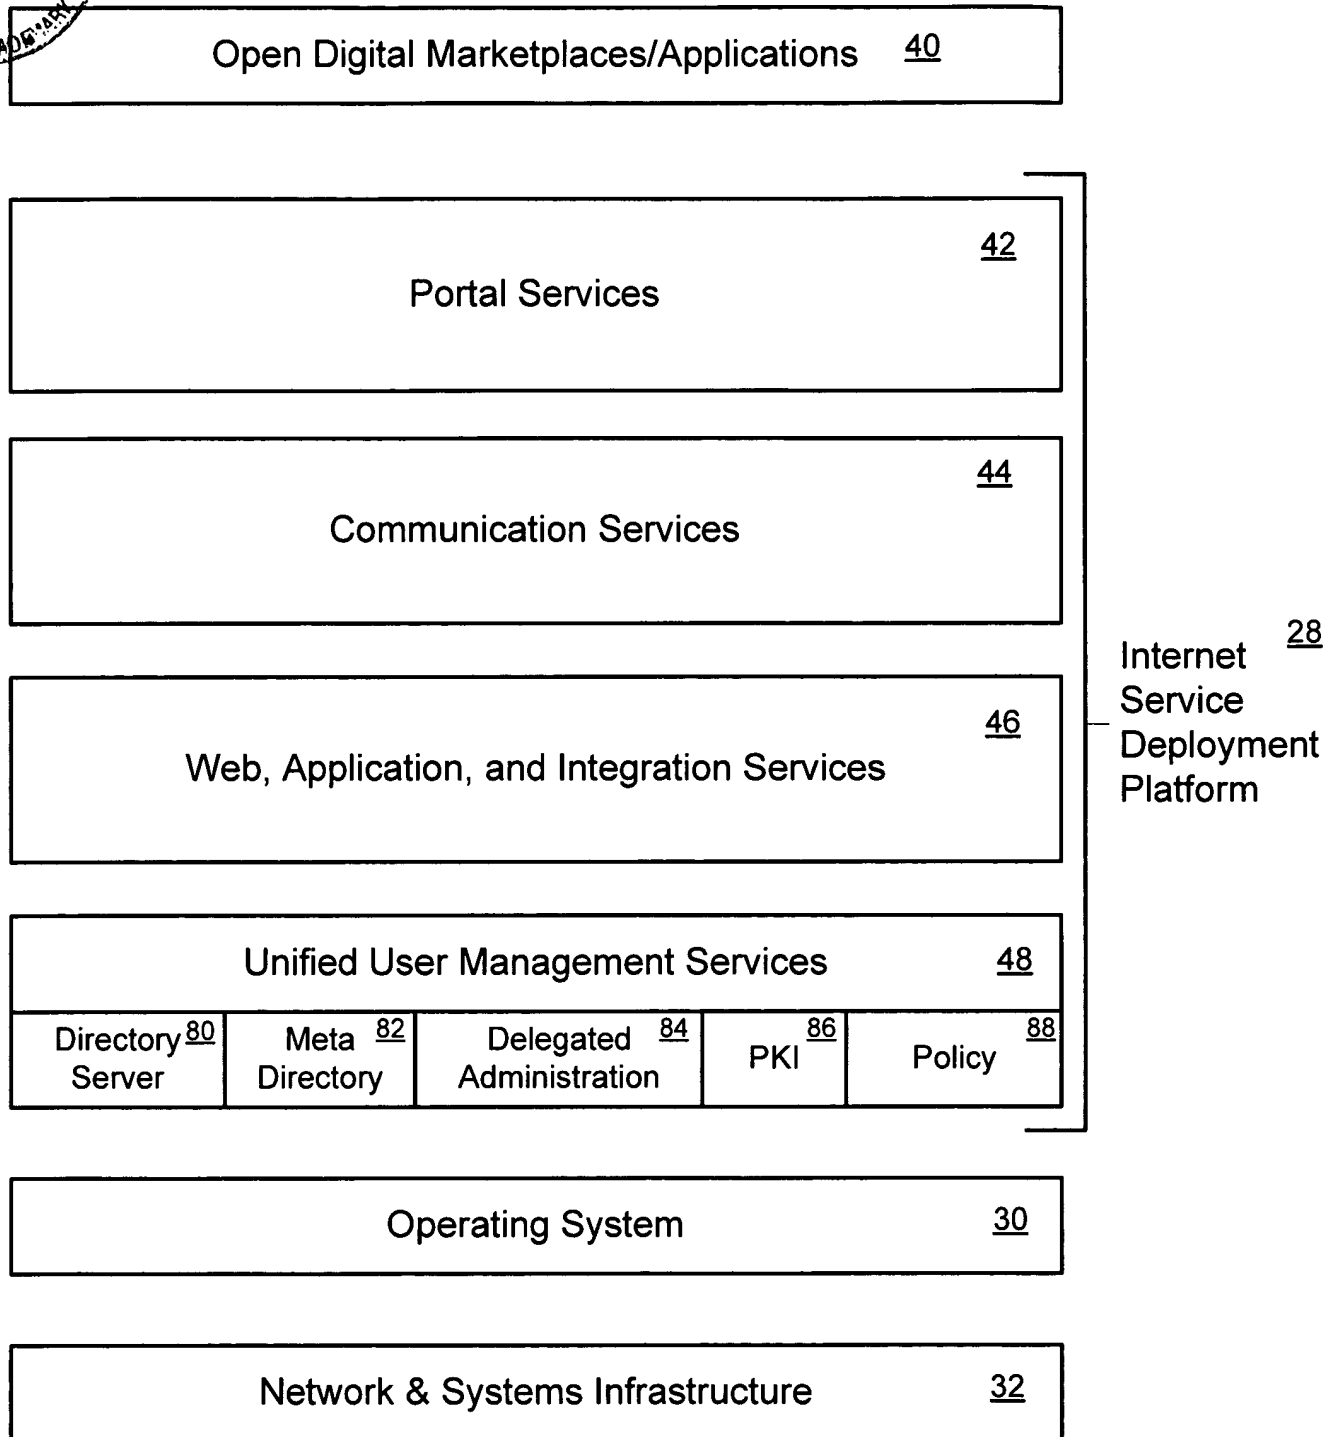 Open Digital Marketplaces/Applications 40
Portal Services
42
Communication Services
44
Web, Application, and Integration Services
46
Internet 28
Service
Deployment
Platform
Unified User Management Services 48
Directory 80
Server
Meta 82
Directory
Delegated 84
Administration
PKI 86
Policy 88
Operating System 30
Network & Systems Infrastructure 32